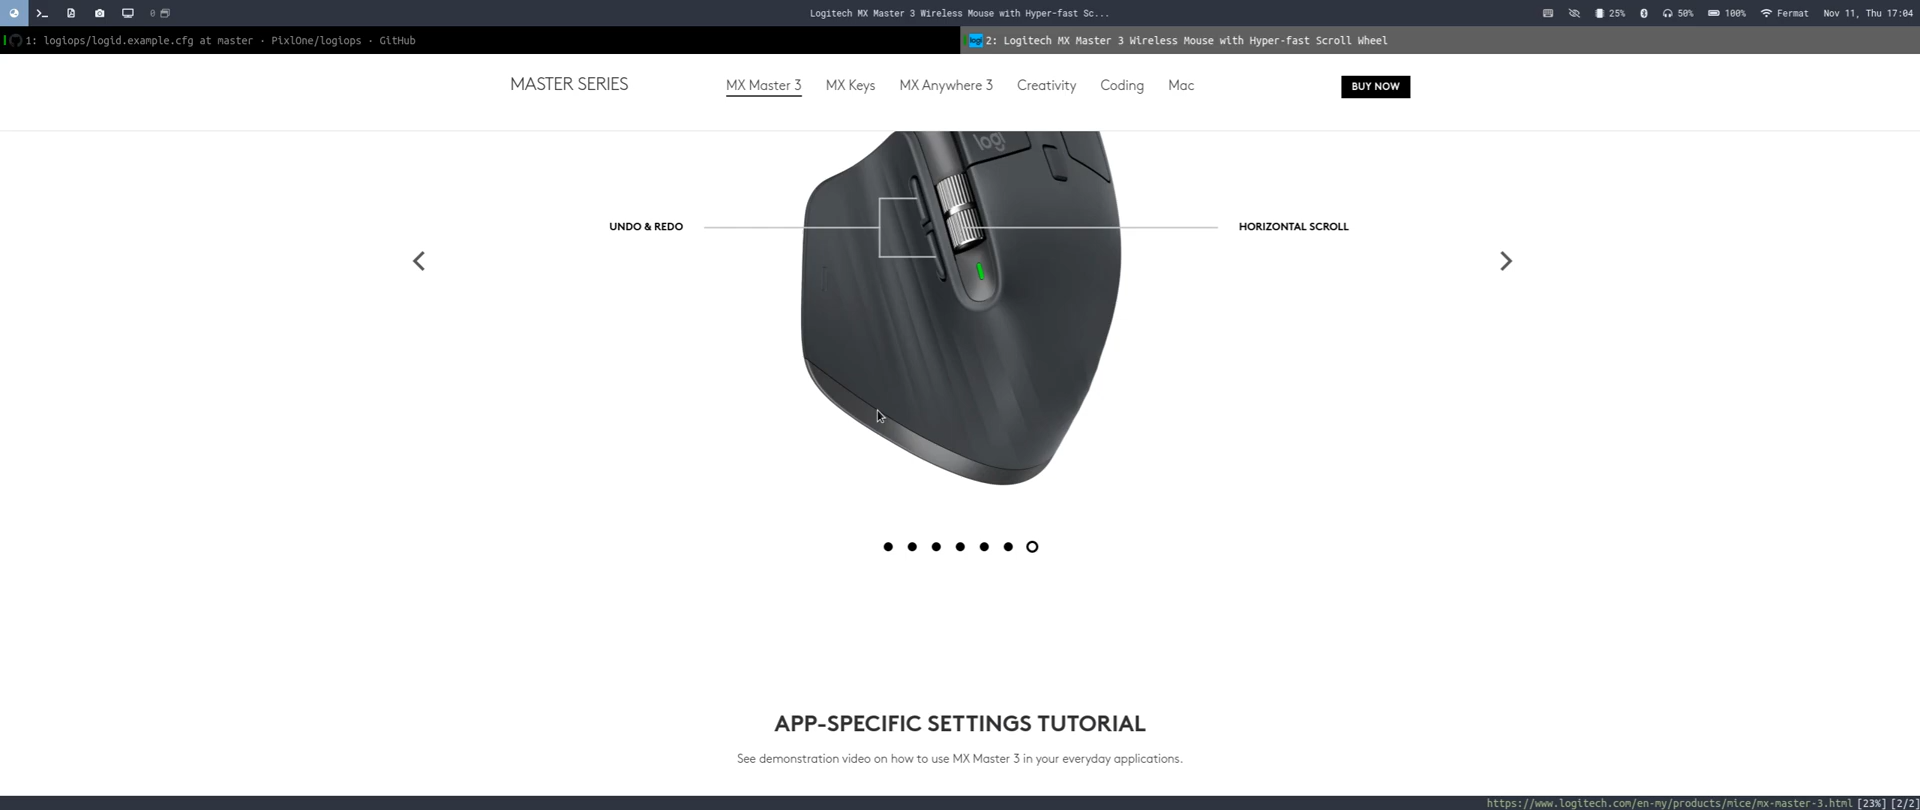 0 Logitech MX Master 3 Wireless Mouse with Hyper-fast Sc... 25% 50% 100% Fermat Nov 11, Thu 17:04
1: logiops/logid.example.cfg at master · PixlOne/logiops · GitHub
logi 2: Logitech MX Master 3 Wireless Mouse with Hyper-fast Scroll Wheel
MASTER SERIES MX Master 3 MX Keys MX Anywhere 3 Creativity Coding Mac BUY NOW
logi
UNDO & REDO HORIZONTAL SCROLL
APP-SPECIFIC SETTINGS TUTORIAL
See demonstration video on how to use MX Master 3 in your everyday applications.
https://www.logitech.com/en-my/products/mice/mx-master-3.html [23%] [2/2]